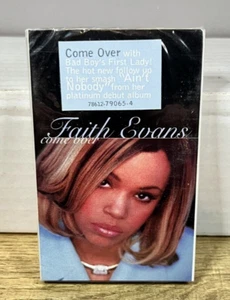 Come Over with
Bad Boy's First Lady!
The hot new follow up
to her smash "Ain't
Nobody" from her
platinum debut album
78612-79065-4
Faith Evans
come over